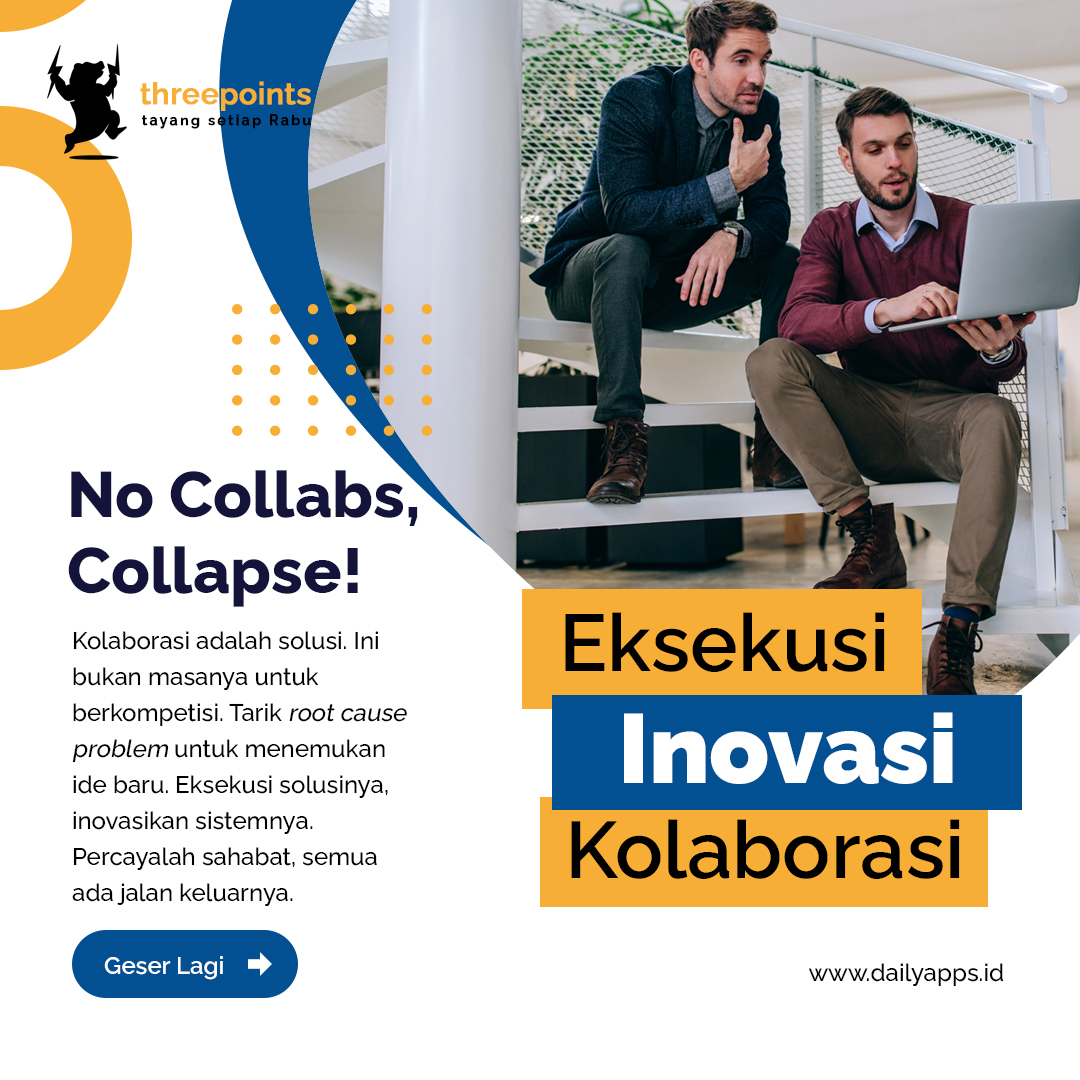 threepoints
tayang setiap Rabu
No Collabs,
Collapse!
Kolaborasi adalah solusi. Ini
bukan masanya untuk
berkompetisi. Tarik root cause
problem untuk menemukan
ide baru. Eksekusi solusinya,
inovasikan sistemnya.
Percayalah sahabat, semua
ada jalan keluarnya.
Geser Lagi
Eksekusi
Inovasi
Kolaborasi
www.dailyapps.id